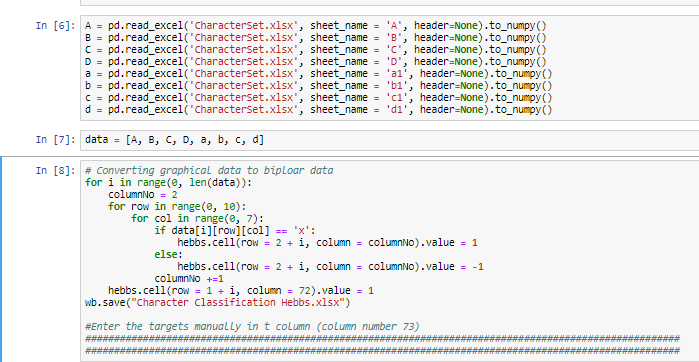 In [6]: A = pd.read_excel('CharacterSet.xlsx', sheet_name = 'A', header=None).to_numpy()
B = pd.read_excel('CharacterSet.xlsx', sheet_name = 'B', header=None).to_numpy()
C = pd.read_excel('CharacterSet.xlsx', sheet_name = 'C', header=None).to_numpy()
D = pd.read_excel('CharacterSet.xlsx', sheet_name = 'D', header=None).to_numpy()
a = pd.read_excel('CharacterSet.xlsx', sheet_name = 'a1', header=None).to_numpy()
b = pd.read_excel('CharacterSet.xlsx', sheet_name = 'b1', header=None).to_numpy()
c = pd.read_excel('CharacterSet.xlsx', sheet_name = 'c1', header=None).to_numpy()
d = pd.read_excel('CharacterSet.xlsx', sheet_name = 'd1', header=None).to_numpy()
In [7]: data = [A, B, C, D, a, b, c, d]
In [8]: # Converting graphical data to biploar data
for i in range(0, len(data)):
    columnNo = 2
    for row in range(0, 10):
        for col in range(0, 7):
            if data[i][row][col] == 'x':
                hebbs.cell(row = 2 + i, column = columnNo).value = 1
            else:
                hebbs.cell(row = 2 + i, column = columnNo).value = -1
            columnNo +=1
    hebbs.cell(row = 1 + i, column = 72).value = 1
wb.save("Character Classification Hebbs.xlsx")
#Enter the targets manually in t column (column number 73)
####################################################################################################
####################################################################################################